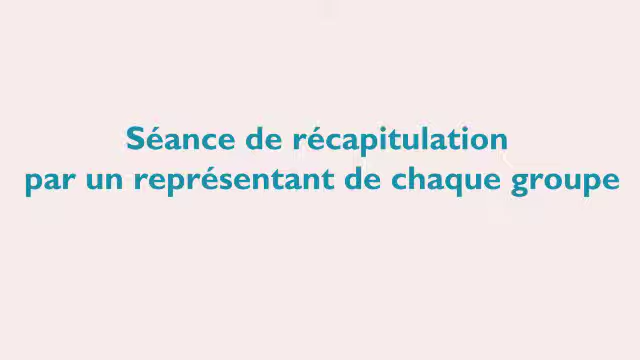 Séance de récapitulation
par un représentant de chaque groupe